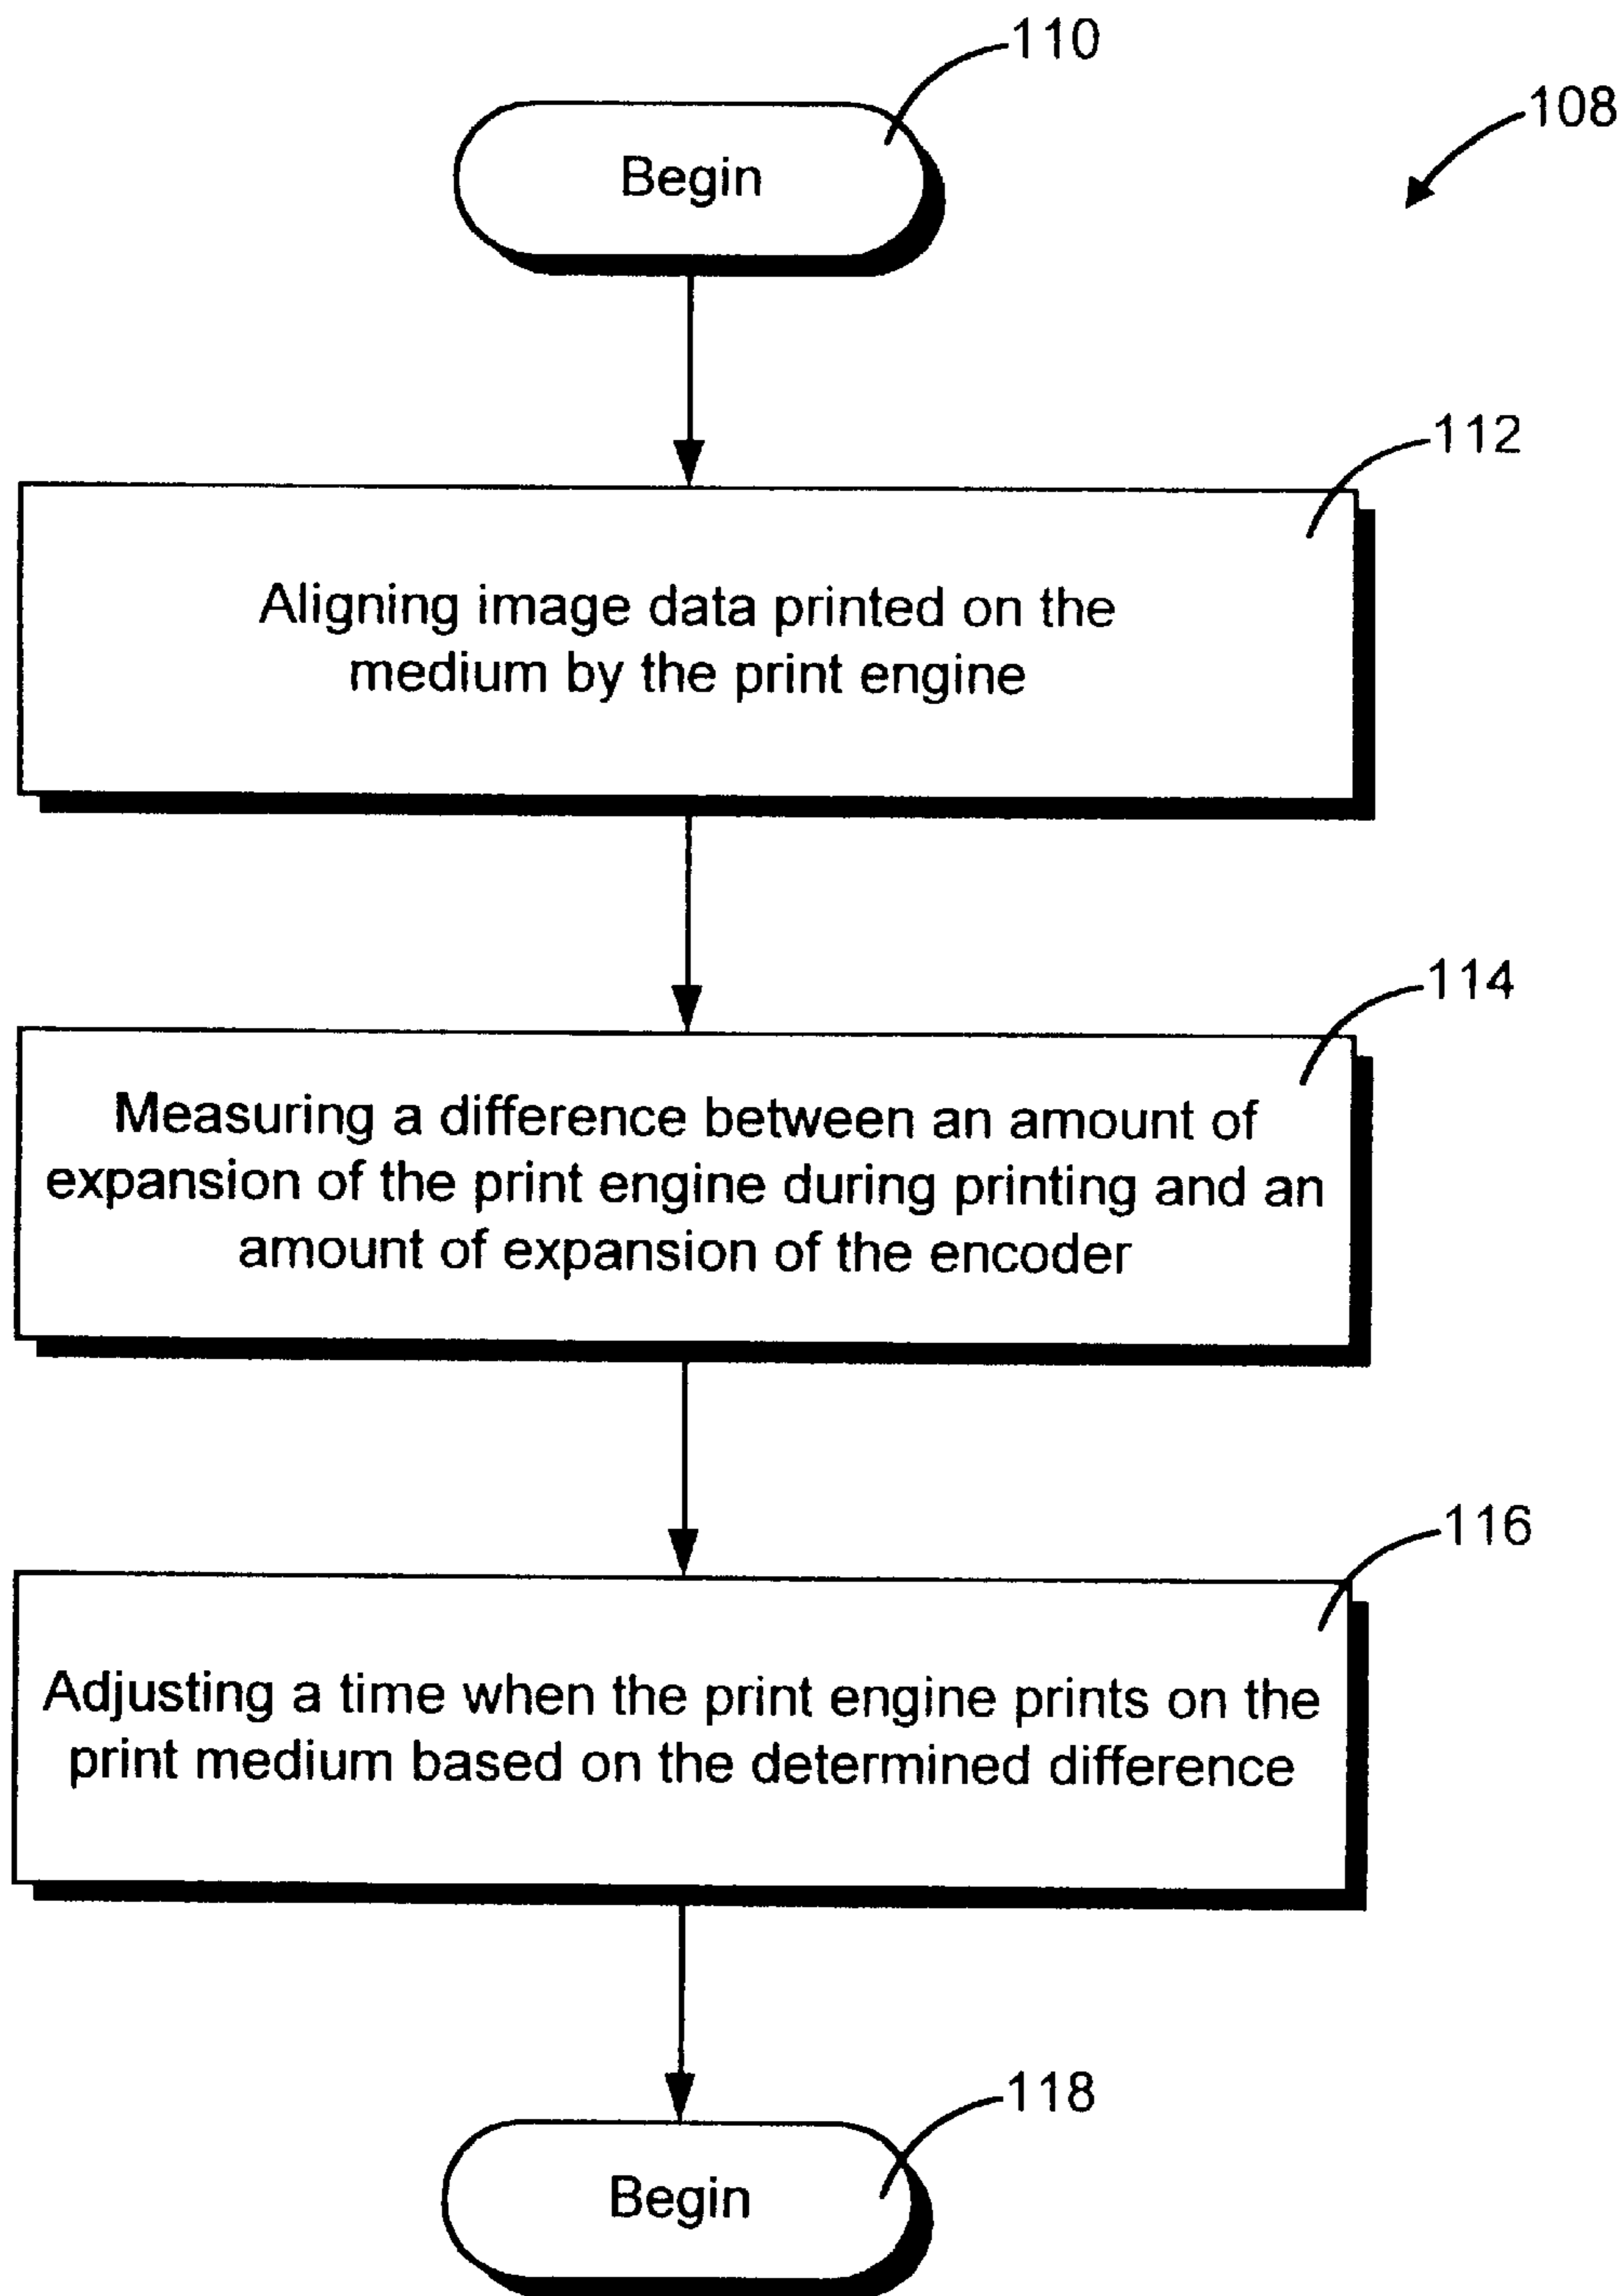 110
108
Begin
112
Aligning image data printed on the
medium by the print engine
114
Measuring a difference between an amount of
expansion of the print engine during printing and an
amount of expansion of the encoder
116
Adjusting a time when the print engine prints on the
print medium based on the determined difference
118
Begin